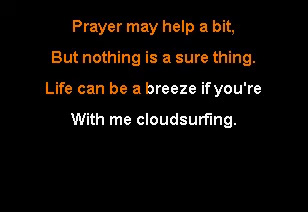 Prayer may help a bit,
But nothing is a sure thing.
Life can be a breeze if you're
With me cloudsurfing.